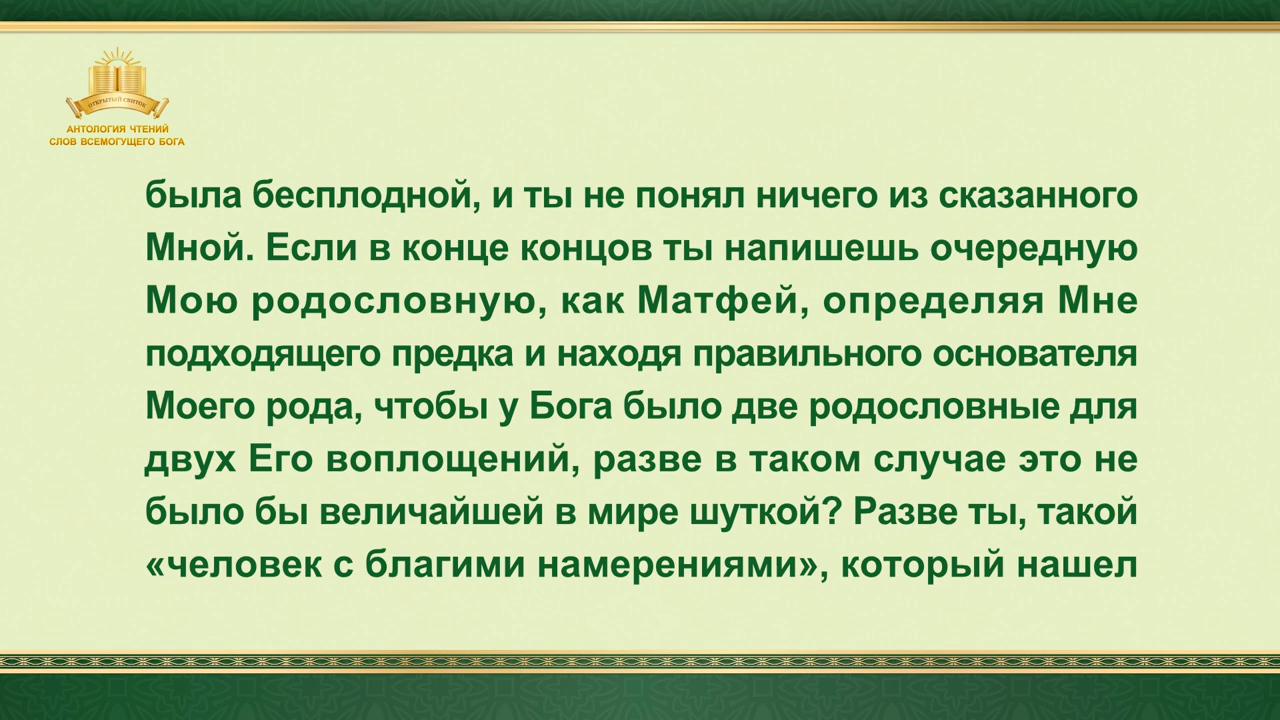 ОТКРЫТЫЙ СВИТОК
АНТОЛОГИЯ ЧТЕНИЙ
СЛОВ ВСЕМОГУЩЕГО БОГА
была бесплодной, и ты не понял ничего из сказанного
Мной. Если в конце концов ты напишешь очередную
Мою родословную, как Матфей, определяя Мне
подходящего предка и находя правильного основателя
Моего рода, чтобы у Бога было две родословные для
двух Его воплощений, разве в таком случае это не
было бы величайшей в мире шуткой? Разве ты, такой
«человек с благими намерениями», который нашел